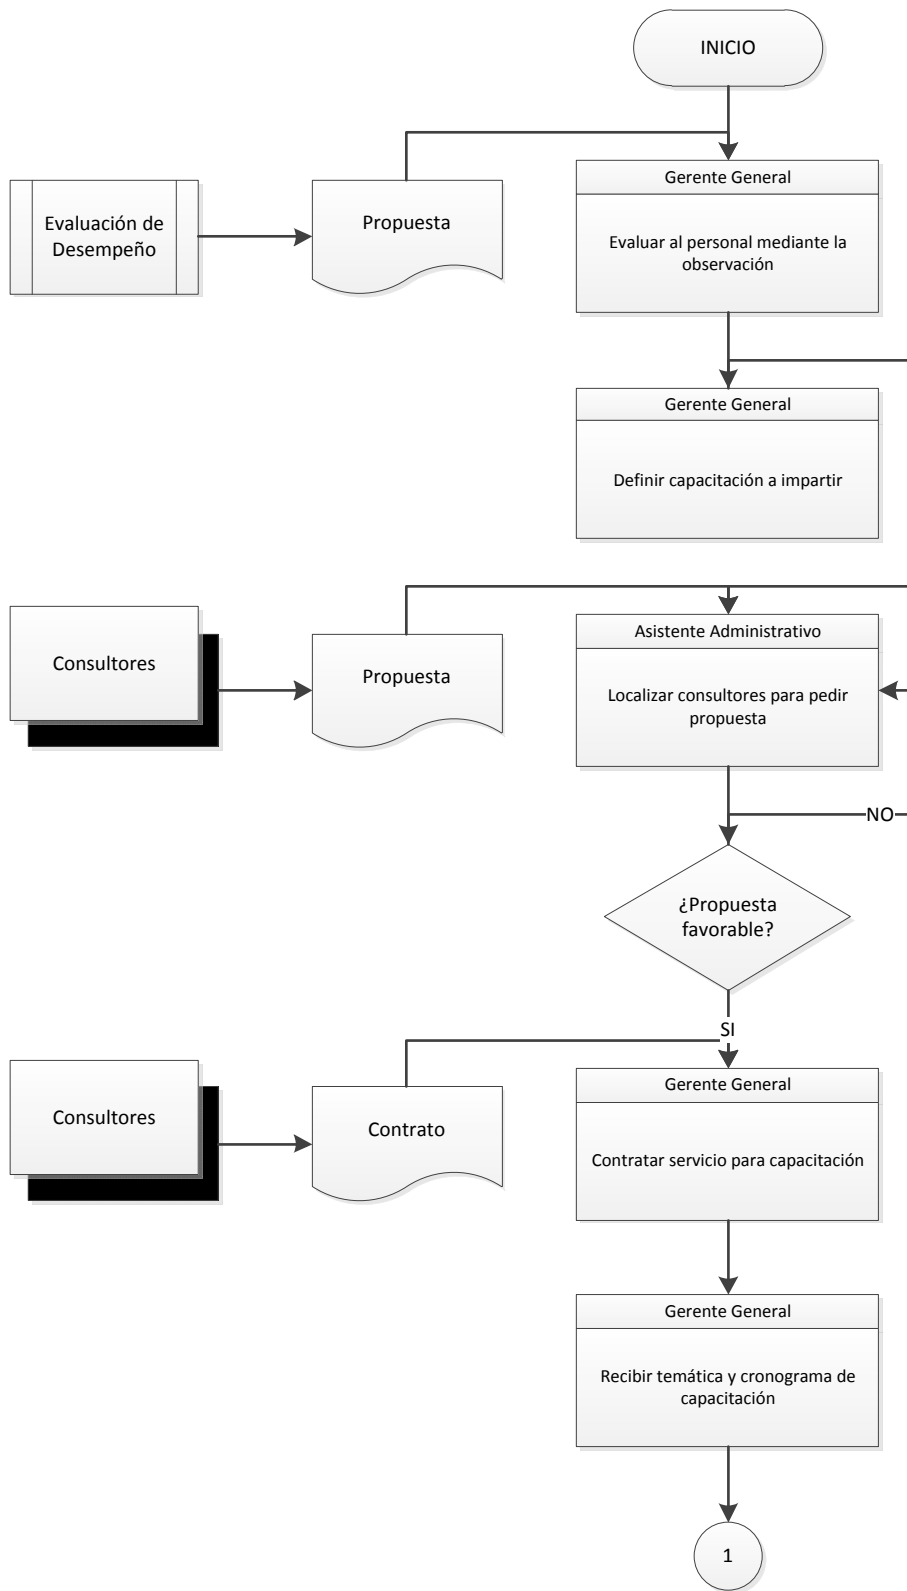 INICIO
Evaluación de
Desempeño
Propuesta
Gerente General
Evaluar al personal mediante la
observación
Gerente General
Definir capacitación a impartir
Consultores
Propuesta
Asistente Administrativo
Localizar consultores para pedir
propuesta
NO
¿Propuesta
favorable?
SI
Consultores
Contrato
Gerente General
Contratar servicio para capacitación
Gerente General
Recibir temática y cronograma de
capacitación
1